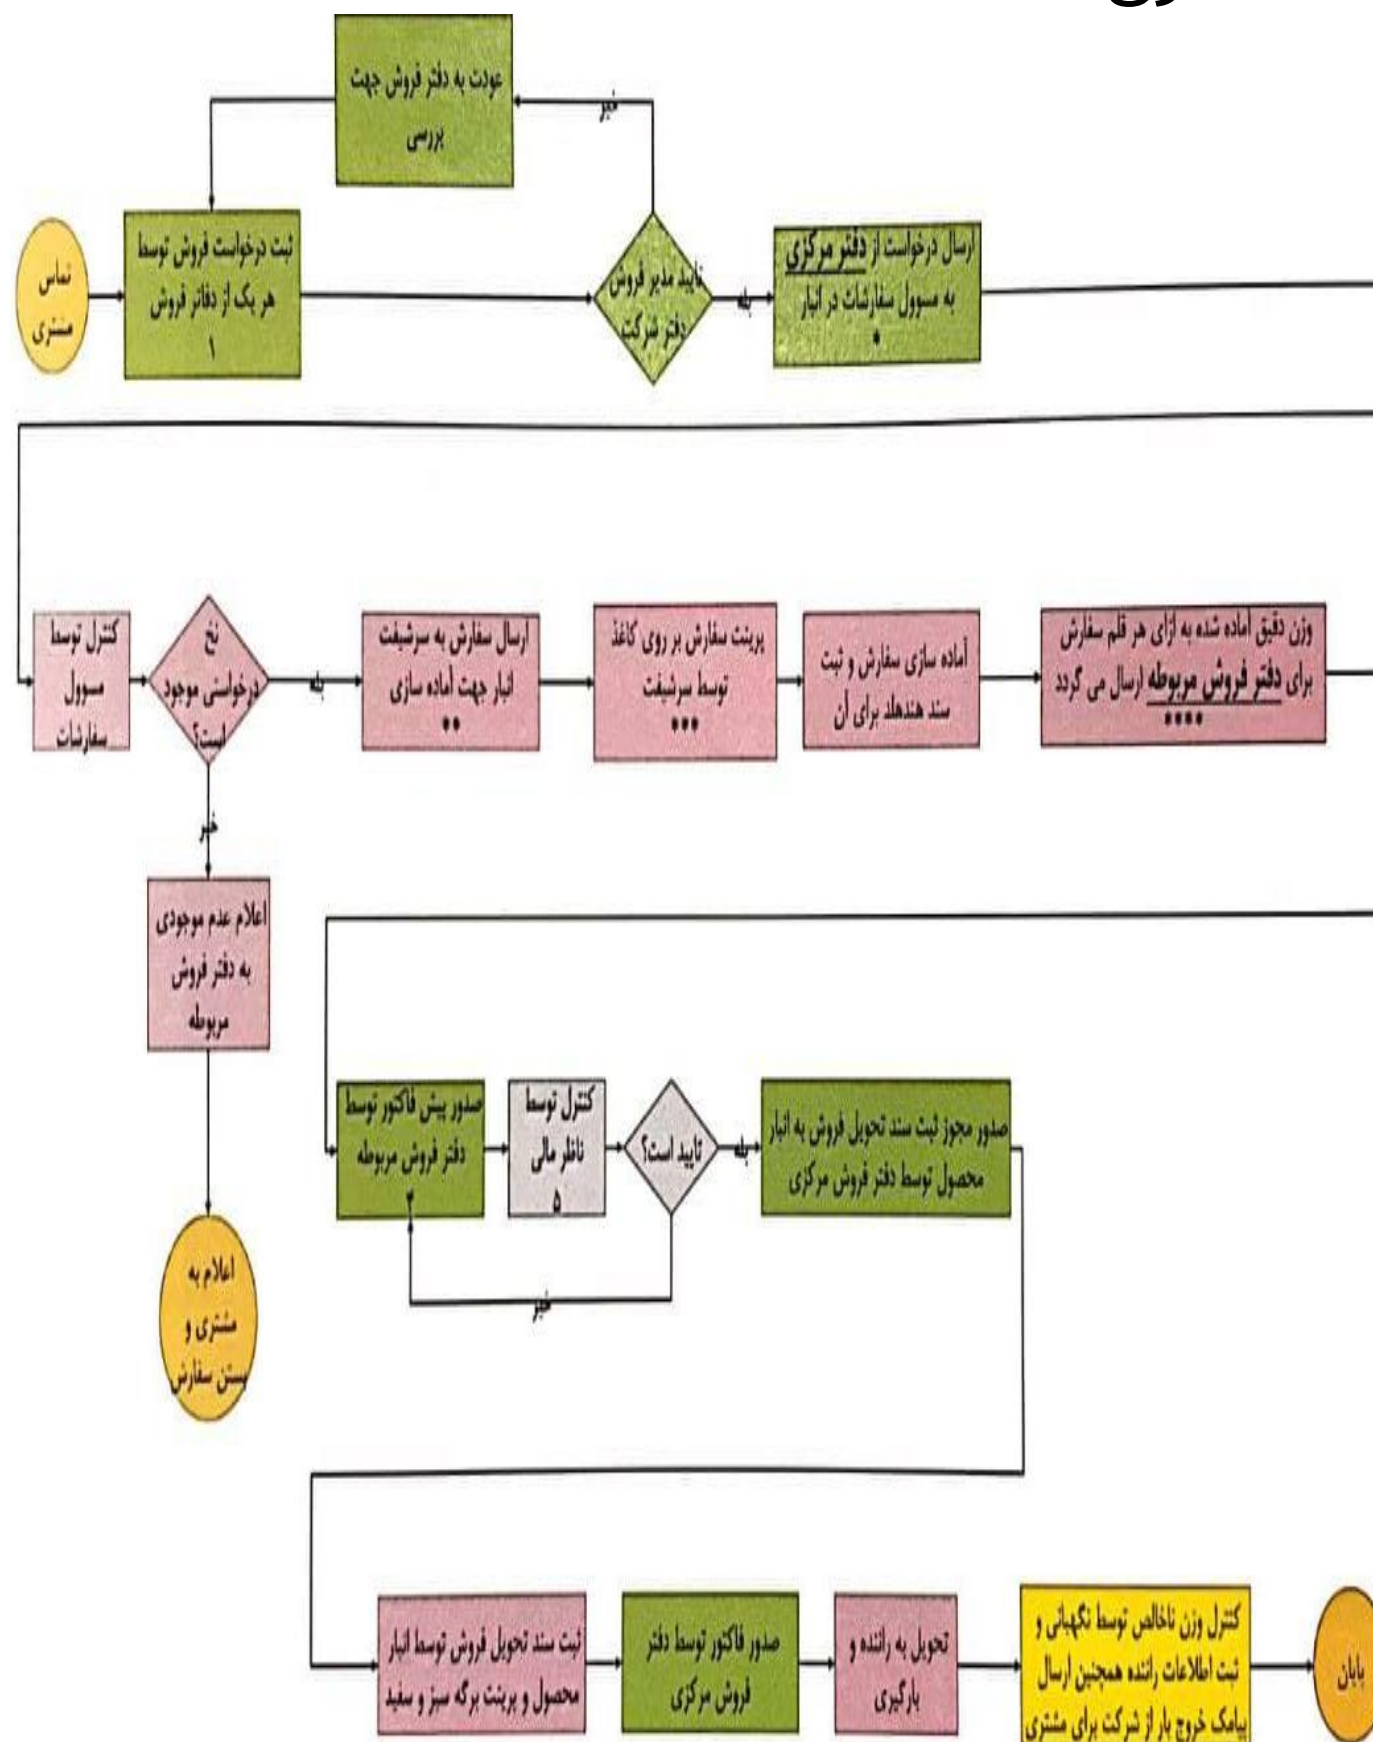 عودت به دفتر فروش جهت
بررسی
خیر
تماس
مشتری
ثبت درخواست فروش توسط
هر یک از دفاتر فروش
۱
تایید مدیر فروش
دفتر شرکت
بله
ارسال درخواست از دفتر مرکزی
به مسوول سفارشات در انبار
*
کنترل توسط
مسوول
سفارشات
نخ
درخواستی موجود
است؟
بله
ارسال سفارش به سرشیفت
انبار جهت آماده سازی
**
پرینت سفارش بر روی کاغذ
توسط سرشیفت
***
آماده سازی سفارش و ثبت
سند هندهلد برای آن
وزن دقیق آماده شده به ازای هر قلم سفارش
برای دفتر فروش مربوطه ارسال می گردد
****
خیر
اعلام عدم موجودی
به دفتر فروش
مربوطه
اعلام به
مشتری و
بستن سفارش
صدور پیش فاکتور توسط
دفتر فروش مربوطه
کنترل توسط
ناظر مالی
۵
تایید است؟
بله
خیر
صدور مجوز ثبت سند تحویل فروش به انبار
محصول توسط دفتر فروش مرکزی
ثبت سند تحویل فروش توسط انبار
محصول و پرینت برگه سبز و سفید
صدور فاکتور توسط دفتر
فروش مرکزی
تحویل به راننده و
بارگیری
کنترل وزن ناخالص توسط نگهبانی و
ثبت اطلاعات راننده همچنین ارسال
پیامک خروج بار از شرکت برای مشتری
پایان